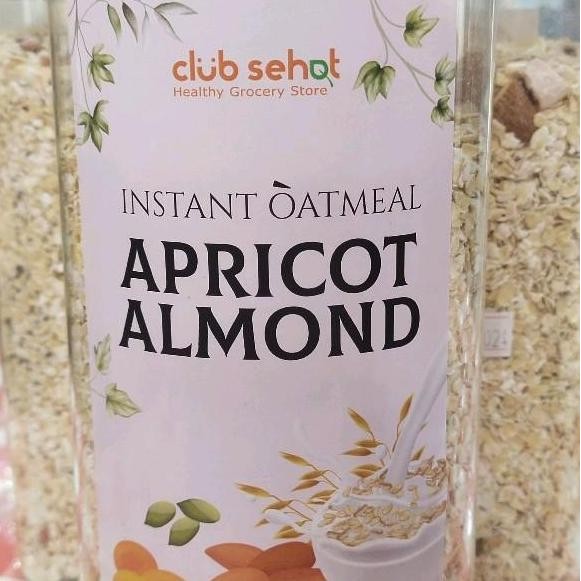 club sehat
Healthy Grocery Store
INSTANT ÒATMEAL
APRICOT
ALMOND